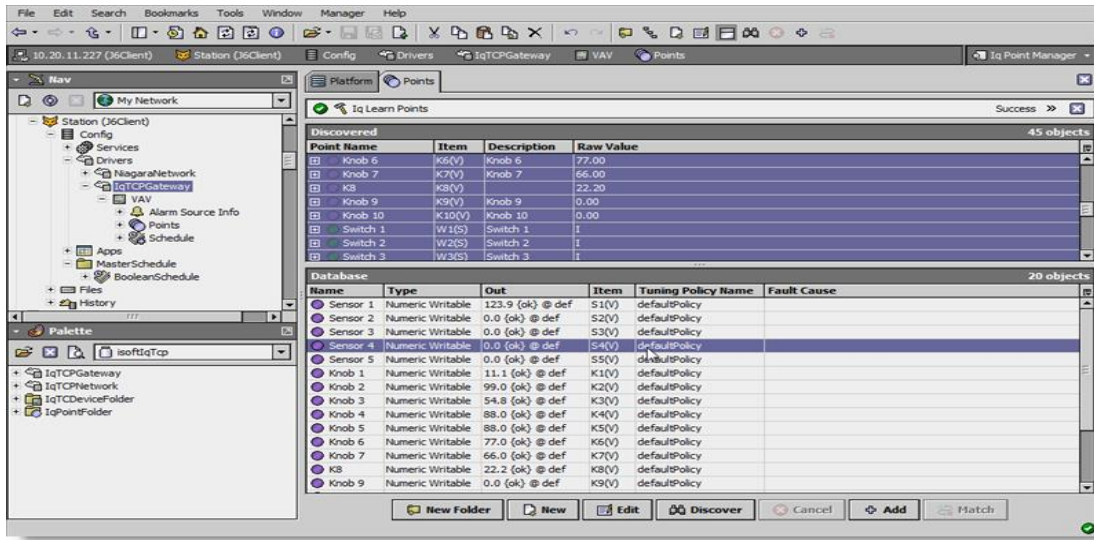 File Edit Search Bookmarks Tools Window Manager Help
10.20.11.227 (J6Client) Station (J6Client) Config Drivers IqTCPGateway VAV Points Iq Point Manager
Nav
My Network
Station (J6Client)
Config
Services
Drivers
NiagaraNetwork
IqTCPGateway
VAV
Alarm Source Info
Points
Schedule
Apps
MasterSchedule
BooleanSchedule
Files
History
Palette
isoftIqTcp
IqTCPGateway
IqTCPNetwork
IqTCDeviceFolder
IqPointFolder
Platform Points
Iq Learn Points Success »
Discovered 45 objects
Point Name Item Description Raw Value
Knob 6 K6(V) Knob 6 77.00
Knob 7 K7(V) Knob 7 66.00
K8 K8(V) 22.20
Knob 9 K9(V) Knob 9 0.00
Knob 10 K10(V) Knob 10 0.00
Switch 1 W1(S) Switch 1 I
Switch 2 W2(S) Switch 2 I
Switch 3 W3(S) Switch 3 I
Database 20 objects
Name Type Out Item Tuning Policy Name Fault Cause
Sensor 1 Numeric Writable 123.9 {ok} @ def S1(V) defaultPolicy
Sensor 2 Numeric Writable 0.0 {ok} @ def S2(V) defaultPolicy
Sensor 3 Numeric Writable 0.0 {ok} @ def S3(V) defaultPolicy
Sensor 4 Numeric Writable 0.0 {ok} @ def S4(V) defaultPolicy
Sensor 5 Numeric Writable 0.0 {ok} @ def S5(V) defaultPolicy
Knob 1 Numeric Writable 11.1 {ok} @ def K1(V) defaultPolicy
Knob 2 Numeric Writable 99.0 {ok} @ def K2(V) defaultPolicy
Knob 3 Numeric Writable 54.8 {ok} @ def K3(V) defaultPolicy
Knob 4 Numeric Writable 88.0 {ok} @ def K4(V) defaultPolicy
Knob 5 Numeric Writable 88.0 {ok} @ def K5(V) defaultPolicy
Knob 6 Numeric Writable 77.0 {ok} @ def K6(V) defaultPolicy
Knob 7 Numeric Writable 66.0 {ok} @ def K7(V) defaultPolicy
K8 Numeric Writable 22.2 {ok} @ def K8(V) defaultPolicy
Knob 9 Numeric Writable 0.0 {ok} @ def K9(V) defaultPolicy
New Folder New Edit Discover Cancel Add Match